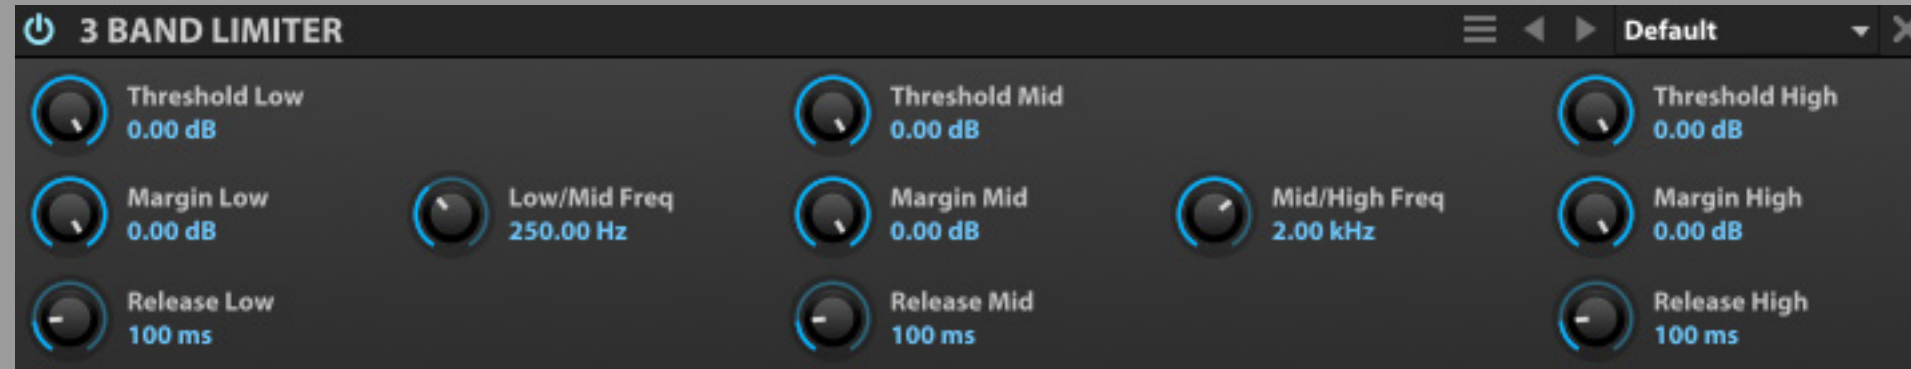 3 BAND LIMITER
Default
Threshold Low
0.00 dB
Threshold Mid
0.00 dB
Threshold High
0.00 dB
Margin Low
0.00 dB
Low/Mid Freq
250.00 Hz
Margin Mid
0.00 dB
Mid/High Freq
2.00 kHz
Margin High
0.00 dB
Release Low
100 ms
Release Mid
100 ms
Release High
100 ms